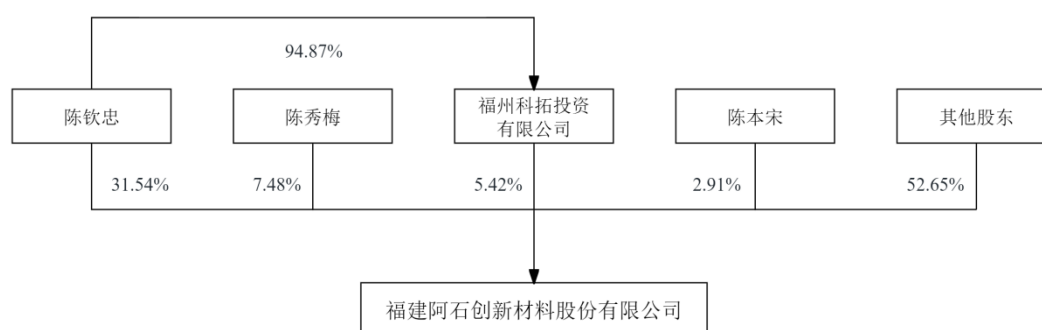 94.87%
陈钦忠
陈秀梅
福州科拓投资
有限公司
陈本宋
其他股东
31.54%
7.48%
5.42%
2.91%
52.65%
福建阿石创新材料股份有限公司